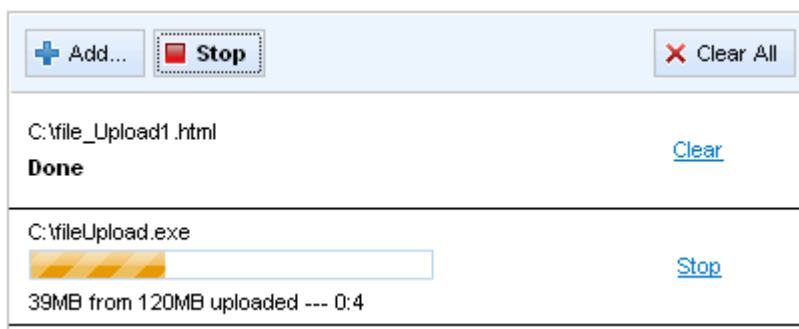 Add... Stop Clear All
C:\file_Upload1.html
Clear
Done
C:\fileUpload.exe
Stop
39MB from 120MB uploaded --- 0:4